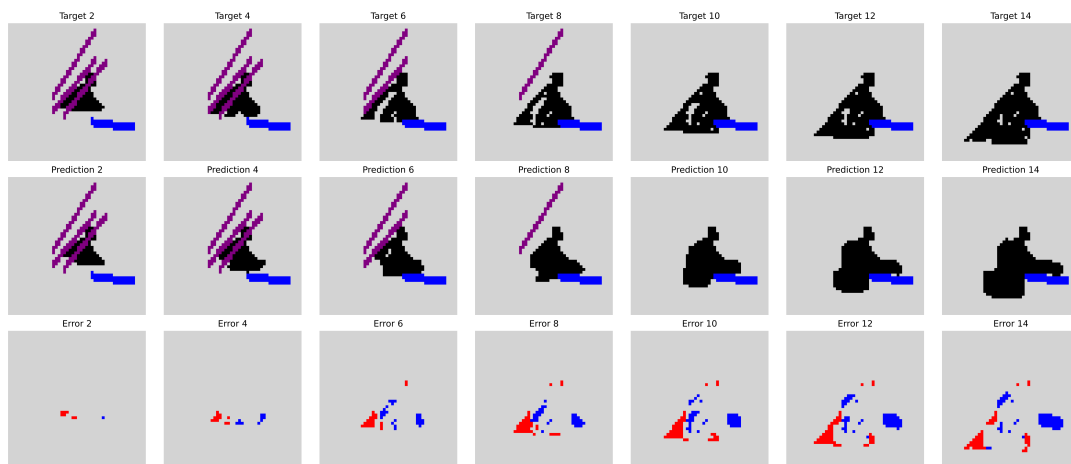 Target 2
Target 4
Target 6
Target 8
Target 10
Target 12
Target 14
Prediction 2
Prediction 4
Prediction 6
Prediction 8
Prediction 10
Prediction 12
Prediction 14
Error 2
Error 4
Error 6
Error 8
Error 10
Error 12
Error 14